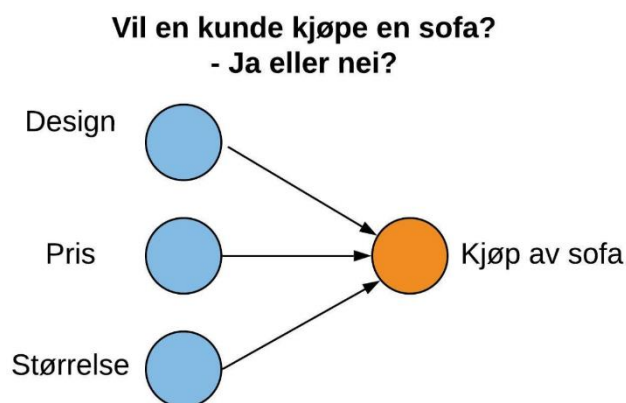 Vil en kunde kjøpe en sofa?
- Ja eller nei?
Design
Pris
Kjøp av sofa
Størrelse